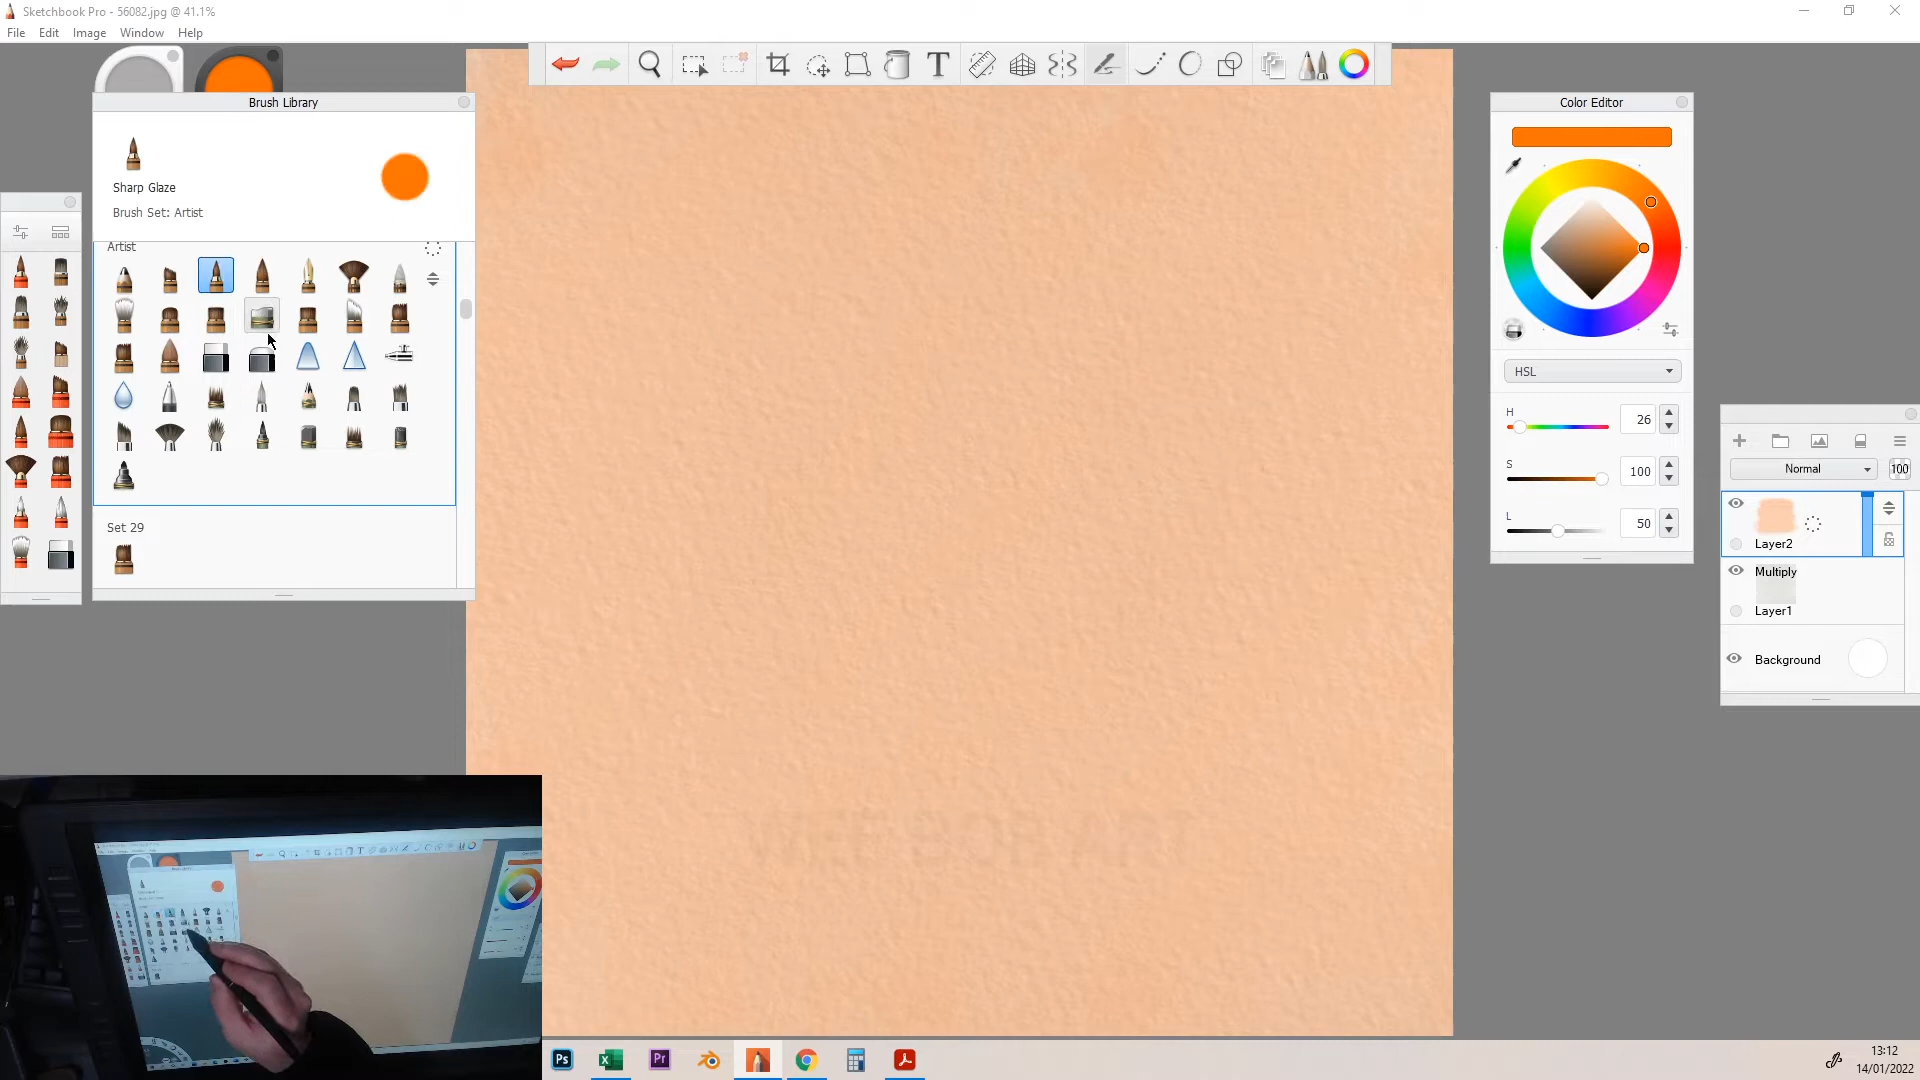 Sketchbook Pro - 56082.jpg @ 41.1%
File Edit Image Window Help
Brush Library
Sharp Glaze
Brush Set: Artist
Artist
Set 29
Color Editor
HSL
H 26
S 100
L 50
Normal 100
Layer2
Multiply
Layer1
Background
T
Ps
Pr
13:12
14/01/2022